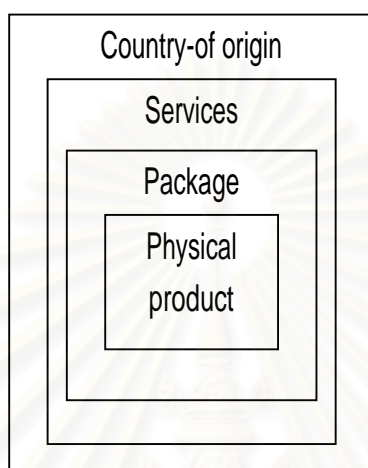 Country-of origin
Services
Package
Physical
product